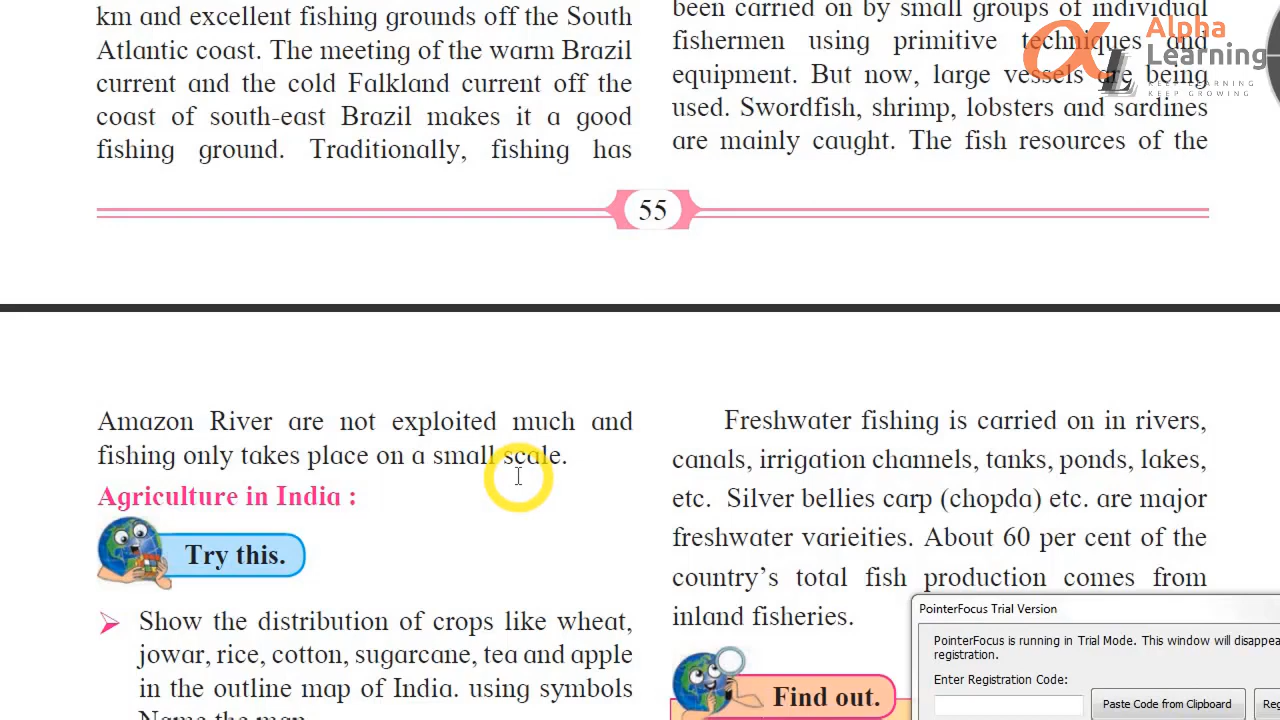 km and excellent fishing grounds off the South
Atlantic coast. The meeting of the warm Brazil
current and the cold Falkland current off the
coast of south-east Brazil makes it a good
fishing ground. Traditionally, fishing has
been carried on by small groups of individual
fishermen using primitive techniques and
equipment. But now, large vessels are being
used. Swordfish, shrimp, lobsters and sardines
are mainly caught. The fish resources of the
Alpha
Learning
KEEP LEARNING
KEEP GROWING
55
Amazon River are not exploited much and
fishing only takes place on a small scale.
Agriculture in India :
Try this.
Show the distribution of crops like wheat,
jowar, rice, cotton, sugarcane, tea and apple
in the outline map of India. using symbols
Name the map.
Freshwater fishing is carried on in rivers,
canals, irrigation channels, tanks, ponds, lakes,
etc. Silver bellies carp (chopda) etc. are major
freshwater varieities. About 60 per cent of the
country's total fish production comes from
inland fisheries.
Find out.
PointerFocus Trial Version
PointerFocus is running in Trial Mode. This window will disappea
registration.
Enter Registration Code:
Paste Code from Clipboard
Reg